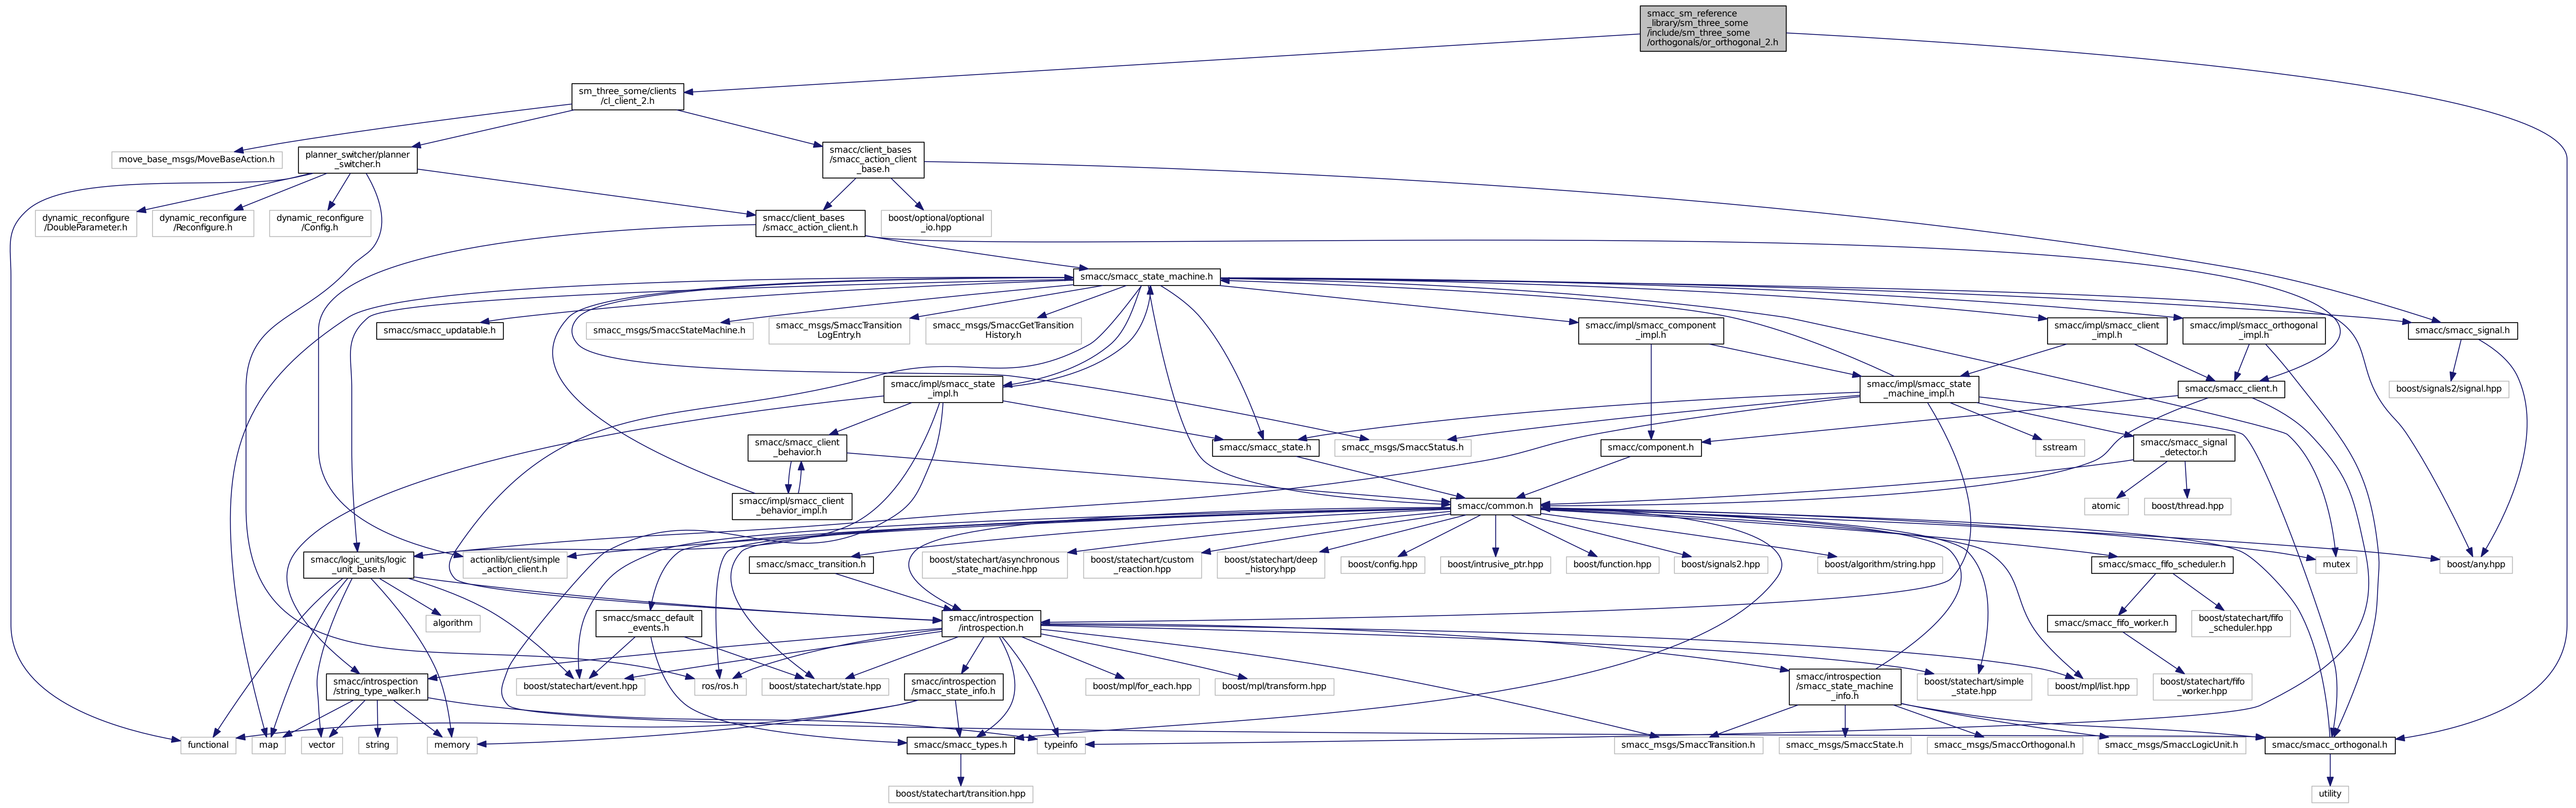 smacc_sm_reference
_library/sm_three_some
/include/sm_three_some
/orthogonals/or_orthogonal_2.h
sm_three_some/clients
/cl_client_2.h
move_base_msgs/MoveBaseAction.h
planner_switcher/planner
_switcher.h
smacc/client_bases
/smacc_action_client
_base.h
dynamic_reconfigure
/DoubleParameter.h
dynamic_reconfigure
/Reconfigure.h
dynamic_reconfigure
/Config.h
smacc/client_bases
/smacc_action_client.h
boost/optional/optional
_io.hpp
smacc/smacc_state_machine.h
smacc/smacc_updatable.h
smacc_msgs/SmaccStateMachine.h
smacc_msgs/SmaccTransition
LogEntry.h
smacc_msgs/SmaccGetTransition
History.h
smacc/impl/smacc_component
_impl.h
smacc/impl/smacc_client
_impl.h
smacc/impl/smacc_orthogonal
_impl.h
smacc/smacc_signal.h
smacc/impl/smacc_state
_impl.h
smacc/impl/smacc_state
_machine_impl.h
smacc/smacc_client.h
boost/signals2/signal.hpp
smacc/smacc_client
_behavior.h
smacc/smacc_state.h
smacc_msgs/SmaccStatus.h
smacc/component.h
sstream
smacc/smacc_signal
_detector.h
smacc/impl/smacc_client
_behavior_impl.h
smacc/common.h
atomic
boost/thread.hpp
smacc/logic_units/logic
_unit_base.h
actionlib/client/simple
_action_client.h
smacc/smacc_transition.h
boost/statechart/asynchronous
_state_machine.hpp
boost/statechart/custom
_reaction.hpp
boost/statechart/deep
_history.hpp
boost/config.hpp
boost/intrusive_ptr.hpp
boost/function.hpp
boost/signals2.hpp
boost/algorithm/string.hpp
smacc/smacc_fifo_scheduler.h
mutex
boost/any.hpp
algorithm
smacc/smacc_default
_events.h
smacc/introspection
/introspection.h
smacc/smacc_fifo_worker.h
boost/statechart/fifo
_scheduler.hpp
smacc/introspection
/string_type_walker.h
boost/statechart/event.hpp
ros/ros.h
boost/statechart/state.hpp
smacc/introspection
/smacc_state_info.h
boost/mpl/for_each.hpp
boost/mpl/transform.hpp
smacc/introspection
/smacc_state_machine
_info.h
boost/statechart/simple
_state.hpp
boost/mpl/list.hpp
boost/statechart/fifo
_worker.hpp
functional
map
vector
string
memory
smacc/smacc_types.h
typeinfo
smacc_msgs/SmaccTransition.h
smacc_msgs/SmaccState.h
smacc_msgs/SmaccOrthogonal.h
smacc_msgs/SmaccLogicUnit.h
smacc/smacc_orthogonal.h
boost/statechart/transition.hpp
utility